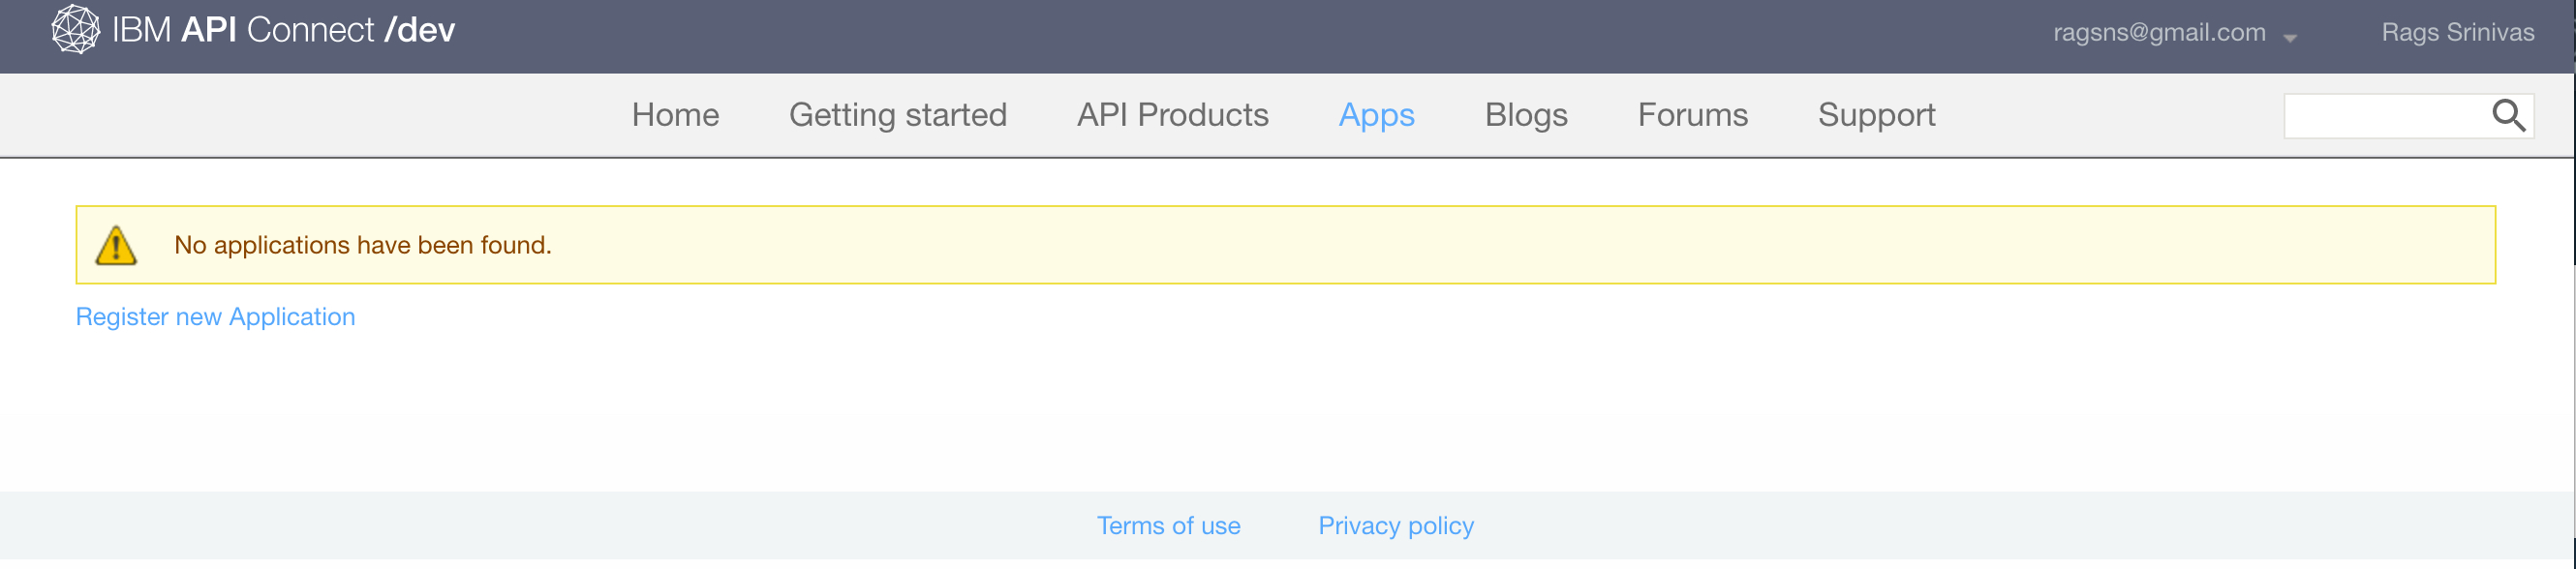 IBM API Connect /dev
ragsns@gmail.com
Rags Srinivas
Home Getting started API Products Apps Blogs Forums Support
No applications have been found.
Register new Application
Terms of use Privacy policy